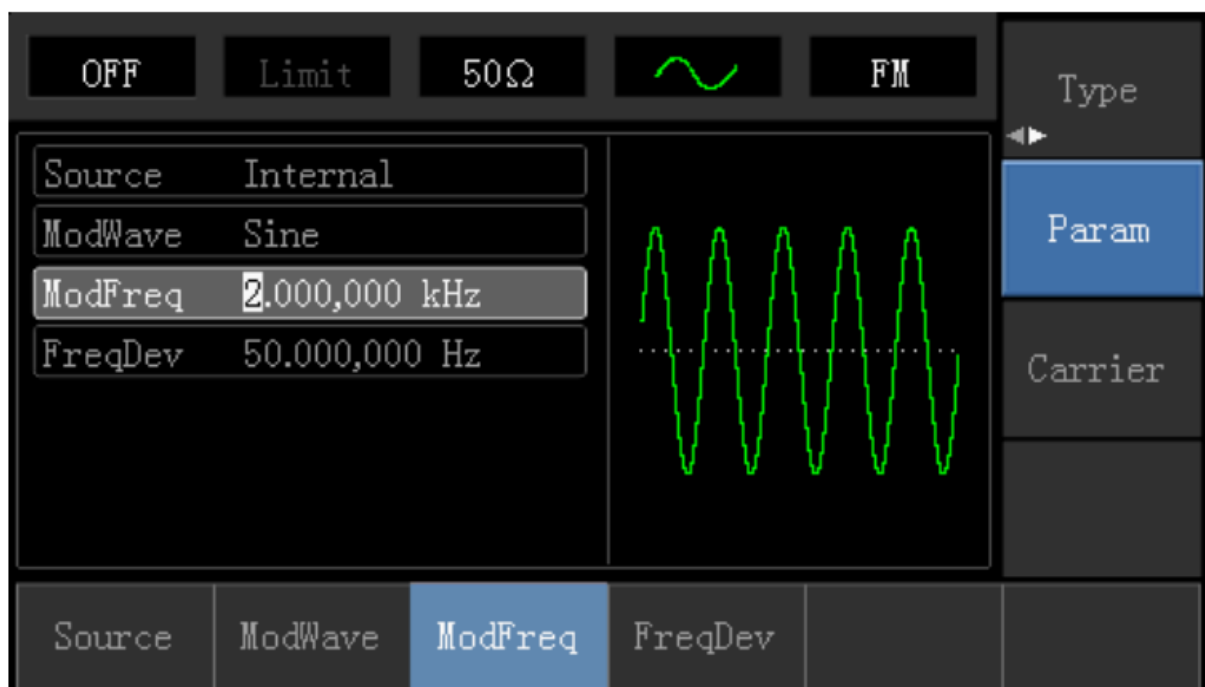 OFF Limit 50Ω FM
Type
Source Internal
ModWave Sine
ModFreq 2.000,000 kHz
FreqDev 50.000,000 Hz
Param
Carrier
Source ModWave ModFreq FreqDev